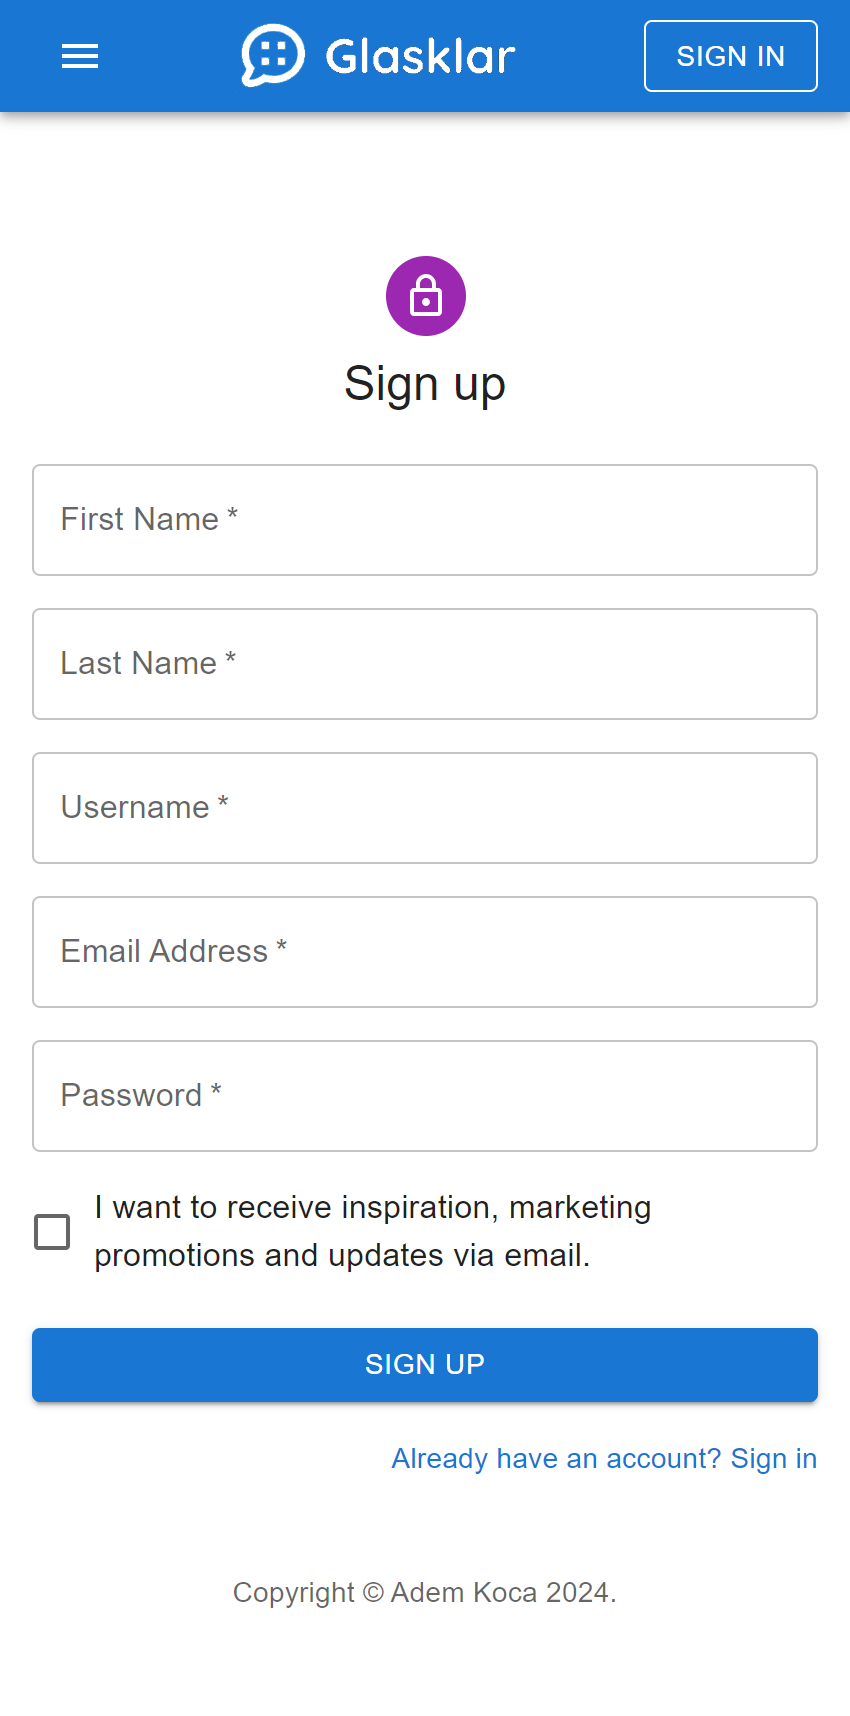 Glasklar
SIGN IN
Sign up
First Name *
Last Name *
Username *
Email Address *
Password *
I want to receive inspiration, marketing
promotions and updates via email.
SIGN UP
Already have an account? Sign in
Copyright © Adem Koca 2024.